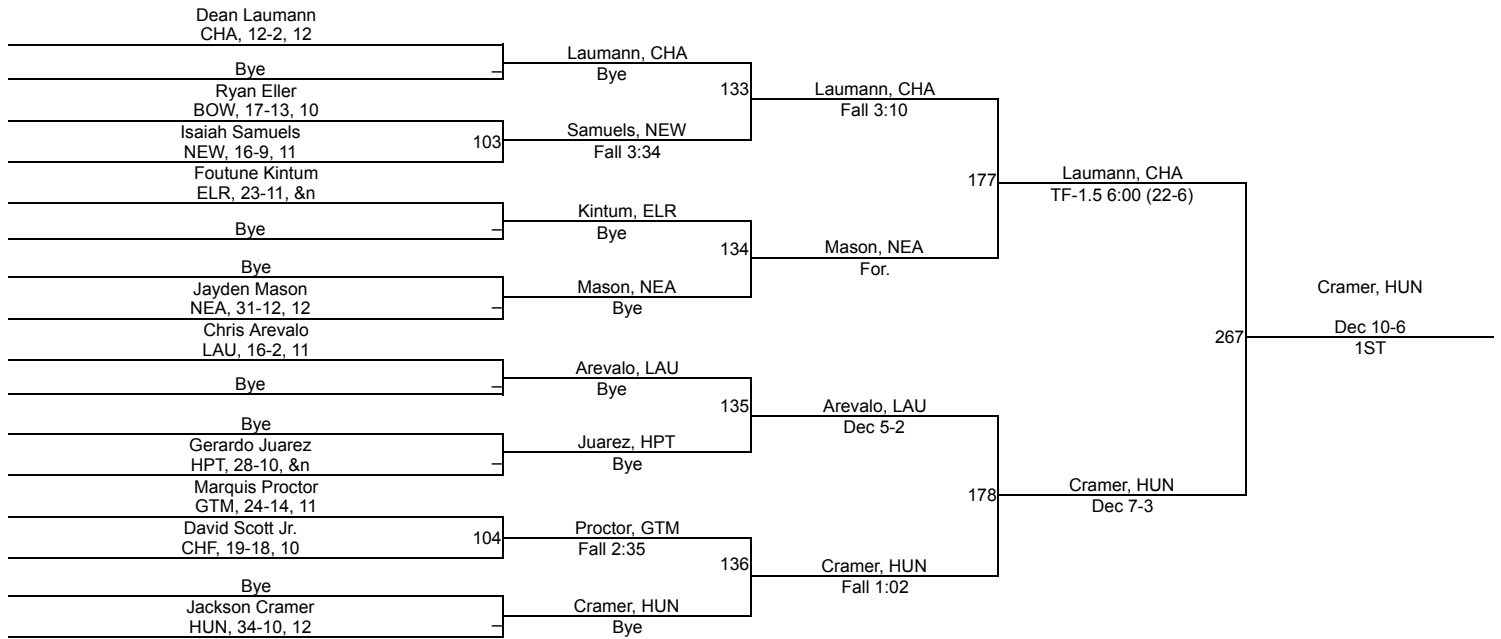 Dean Laumann
CHA, 12-2, 12
Bye
–
Ryan Eller
BOW, 17-13, 10
Isaiah Samuels
NEW, 16-9, 11
103
Foutune Kintum
ELR, 23-11, &n
Bye
–
Bye
Jayden Mason
NEA, 31-12, 12
–
Chris Arevalo
LAU, 16-2, 11
Bye
–
Bye
Gerardo Juarez
HPT, 28-10, &n
–
Marquis Proctor
GTM, 24-14, 11
David Scott Jr.
CHF, 19-18, 10
104
Bye
Jackson Cramer
HUN, 34-10, 12
–
Laumann, CHA
Bye
133
Samuels, NEW
Fall 3:34
Kintum, ELR
Bye
134
Mason, NEA
Bye
Arevalo, LAU
Bye
135
Juarez, HPT
Bye
Proctor, GTM
Fall 2:35
136
Cramer, HUN
Bye
Laumann, CHA
Fall 3:10
177
Mason, NEA
For.
Arevalo, LAU
Dec 5-2
178
Cramer, HUN
Fall 1:02
Laumann, CHA
TF-1.5 6:00 (22-6)
267
Cramer, HUN
Dec 7-3
Cramer, HUN
Dec 10-6
1ST